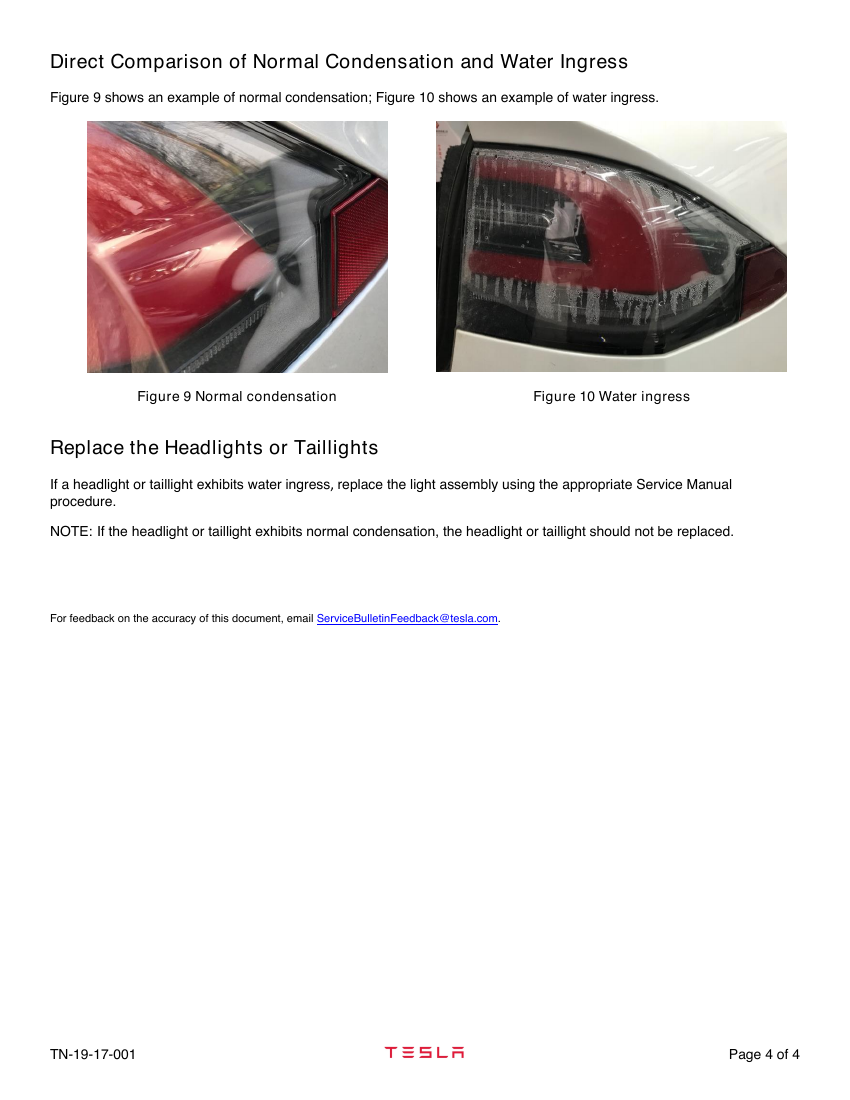 Direct Comparison of Normal Condensation and Water Ingress
Figure 9 shows an example of normal condensation; Figure 10 shows an example of water ingress.
Figure 9 Normal condensation
Figure 10 Water ingress
Replace the Headlights or Taillights
If a headlight or taillight exhibits water ingress, replace the light assembly using the appropriate Service Manual
procedure.
NOTE: If the headlight or taillight exhibits normal condensation, the headlight or taillight should not be replaced.
For feedback on the accuracy of this document, email ServiceBulletinFeedback@tesla.com.
TN-19-17-001
TESLA
Page 4 of 4